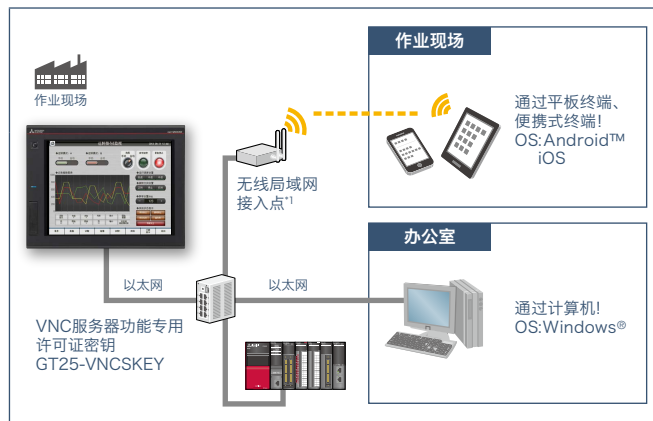 作业现场
作业现场
通过平板终端、
便携式终端!
OS:Android™
iOS
无线局域网
接入点*1
办公室
以太网
以太网
通过计算机!
OS:Windows®
VNC服务器功能专用
许可证密钥
GT25-VNCSKEY